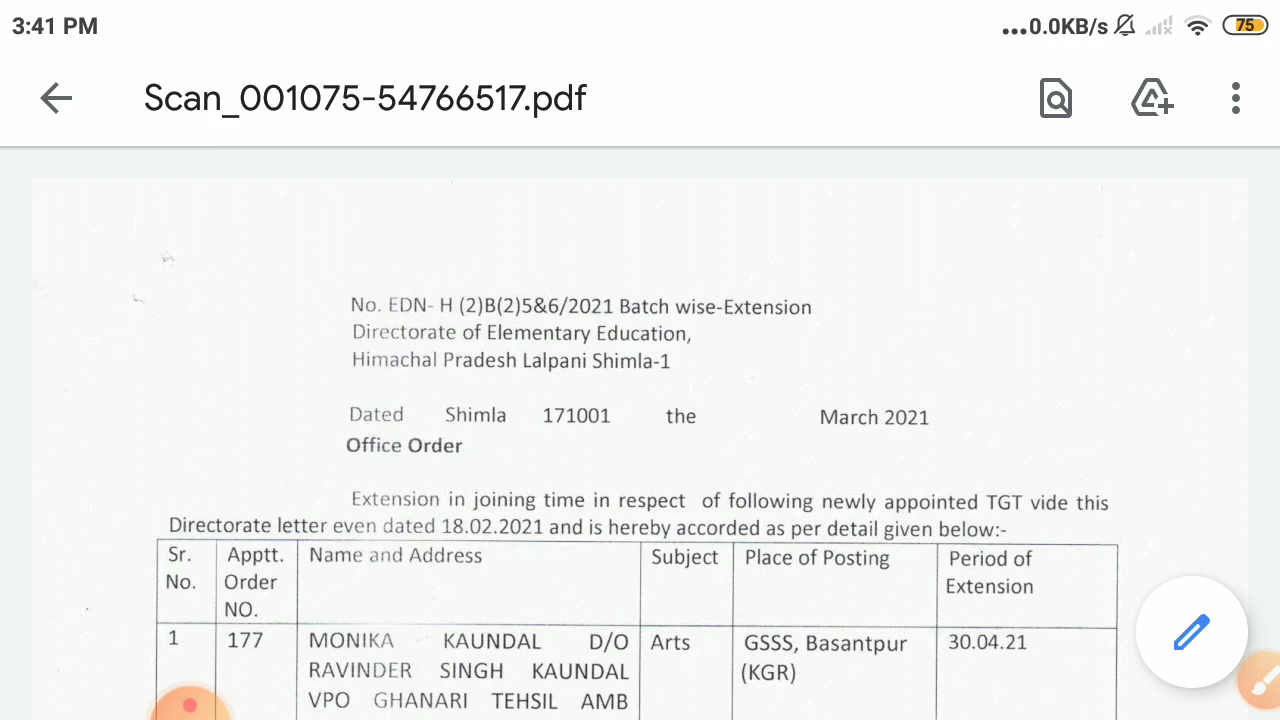 3:41 PM
...0.0KB/s
75
Scan_001075-54766517.pdf
No. EDN- H (2)B(2)5&6/2021 Batch wise-Extension
Directorate of Elementary Education,
Himachal Pradesh Lalpani Shimla-1
Dated Shimla 171001 the March 2021
Office Order
Extension in joining time in respect of following newly appointed TGT vide this
Directorate letter even dated 18.02.2021 and is hereby accorded as per detail given below:-
Sr. Apptt. Name and Address Subject Place of Posting Period of
No. Order Extension
NO.
1 177 MONIKA KAUNDAL D/O Arts GSSS, Basantpur 30.04.21
RAVINDER SINGH KAUNDAL (KGR)
VPO GHANARI TEHSIL AMB